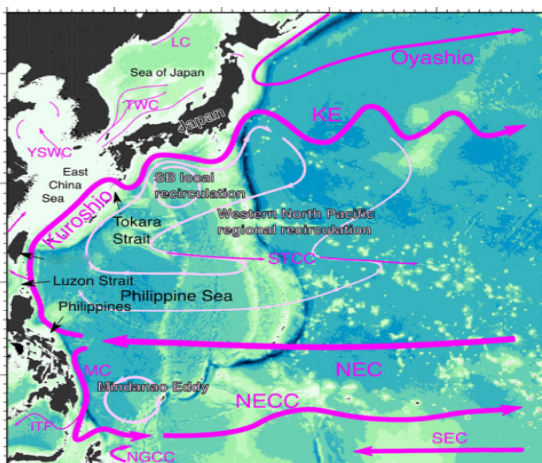 LC
Oyashio
Sea of Japan
TWC
KE
Japan
YSWC
East
China
Sea
SB local
recirculation
Kuroshio
Tokara
Strait
Western North Pacific
regional recirculation
STCC
Luzon Strait
Philippine Sea
Philippines
MC
NEC
Mindanao Eddy
NECC
ITF
SEC
NGCC